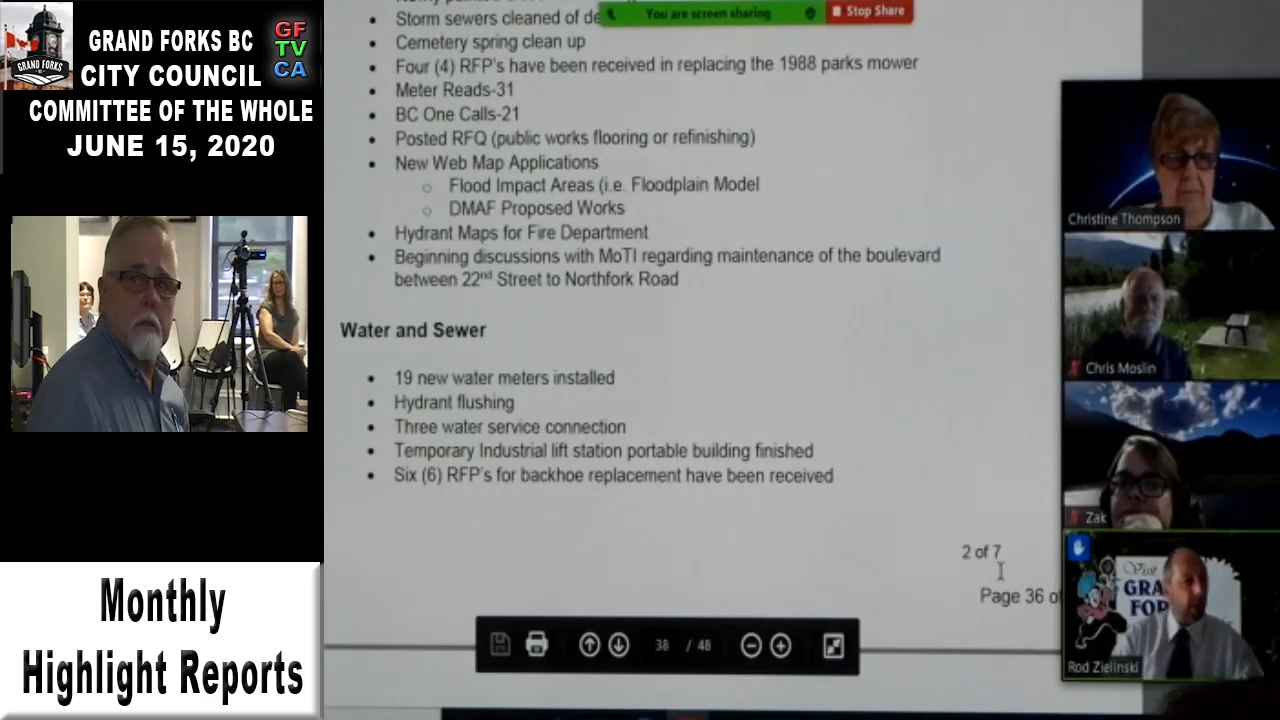 GRAND FORKS BC
CITY COUNCIL
COMMITTEE OF THE WHOLE
JUNE 15, 2020
GF
TV
CA
GRAND FORKS
Monthly
Highlight Reports
You are screen sharing
Stop Share
• Storm sewers cleaned of de
• Cemetery spring clean up
• Four (4) RFP's have been received in replacing the 1988 parks mower
• Meter Reads-31
• BC One Calls-21
• Posted RFQ (public works flooring or refinishing)
• New Web Map Applications
o Flood Impact Areas (i.e. Floodplain Model
o DMAF Proposed Works
• Hydrant Maps for Fire Department
• Beginning discussions with MoTI regarding maintenance of the boulevard
between 22nd Street to Northfork Road
Water and Sewer
• 19 new water meters installed
• Hydrant flushing
• Three water service connection
• Temporary Industrial lift station portable building finished
• Six (6) RFP's for backhoe replacement have been received
2 of 7
Page 36 of
38 / 48
Christine Thompson
Chris Moslin
Zak
Visit
GRA
FOR
Rod Zielinski